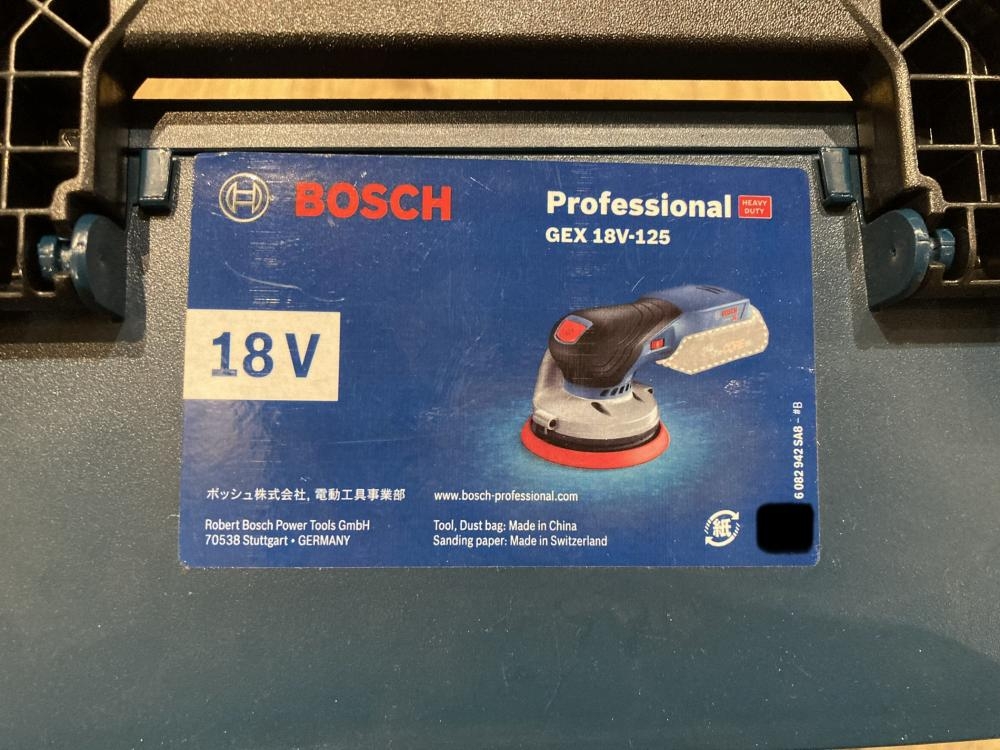 BOSCH
Professional HEAVY DUTY
GEX 18V-125
18 V
BOSCH
ボッシュ株式会社, 電動工具事業部
www.bosch-professional.com
Robert Bosch Power Tools GmbH
70538 Stuttgart • GERMANY
Tool, Dust bag: Made in China
Sanding paper: Made in Switzerland
紙
6 082 942 SA8 - #B